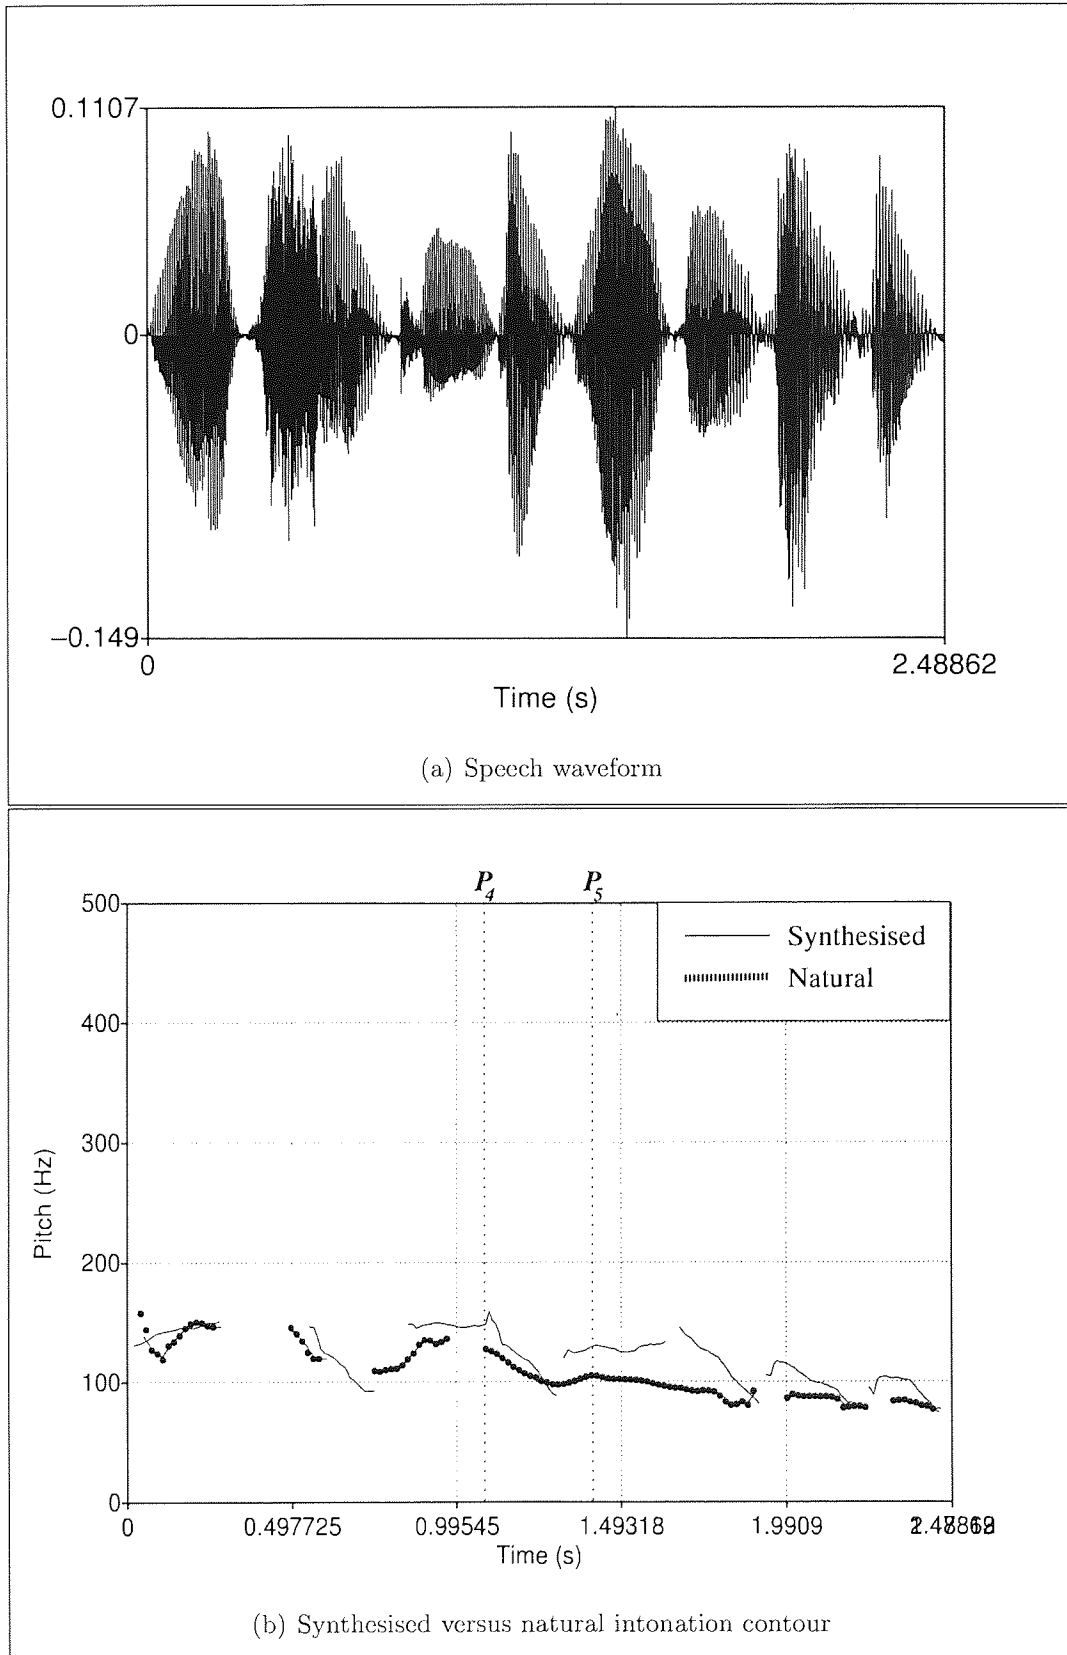 0.1107
0
−0.149
0
2.48862
Time (s)
(a) Speech waveform
P4 P5
500
400
300
200
100
0
Pitch (Hz)
Synthesised
Natural
0 0.497725 0.99545 1.49318 1.9909
Time (s)
(b) Synthesised versus natural intonation contour